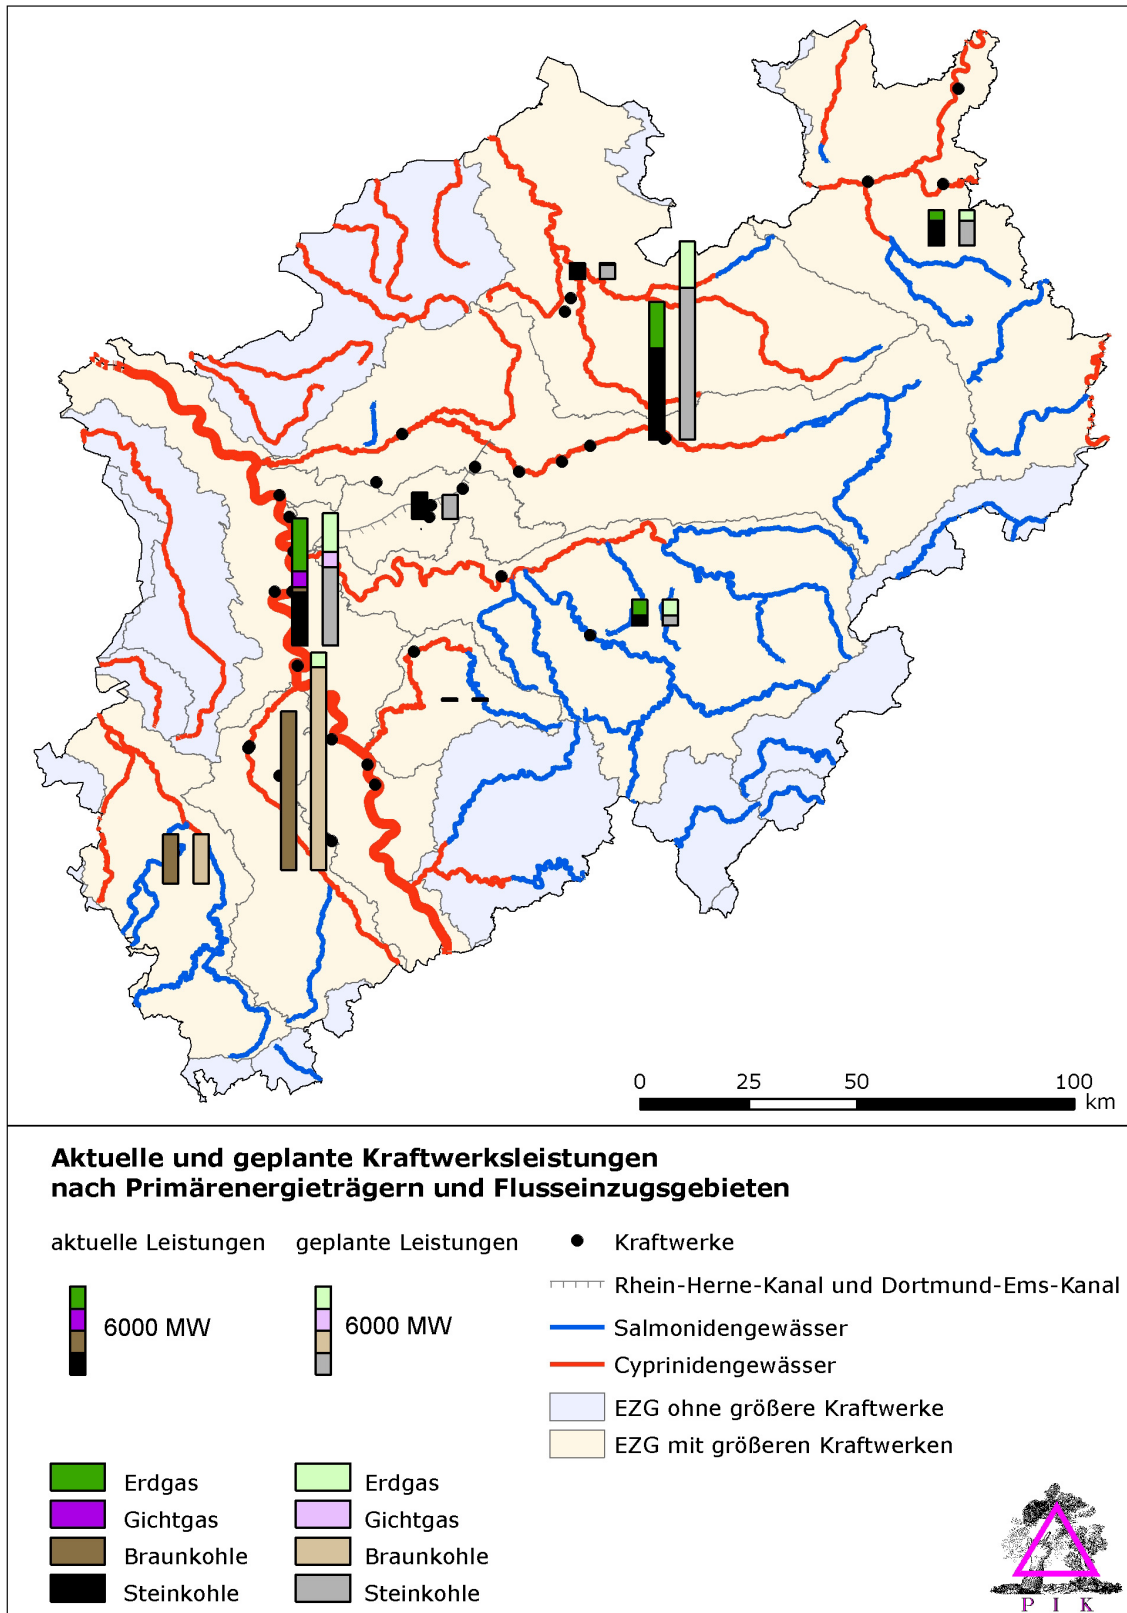 0 25 50 100
km
Aktuelle und geplante Kraftwerksleistungen
nach Primärenergieträgern und Flusseinzugsgebieten
aktuelle Leistungen
geplante Leistungen
6000 MW
6000 MW
Kraftwerke
Rhein-Herne-Kanal und Dortmund-Ems-Kanal
Salmonidengewässer
Cyprinidengewässer
EZG ohne größere Kraftwerke
EZG mit größeren Kraftwerken
Erdgas
Gichtgas
Braunkohle
Steinkohle
Erdgas
Gichtgas
Braunkohle
Steinkohle
P I K